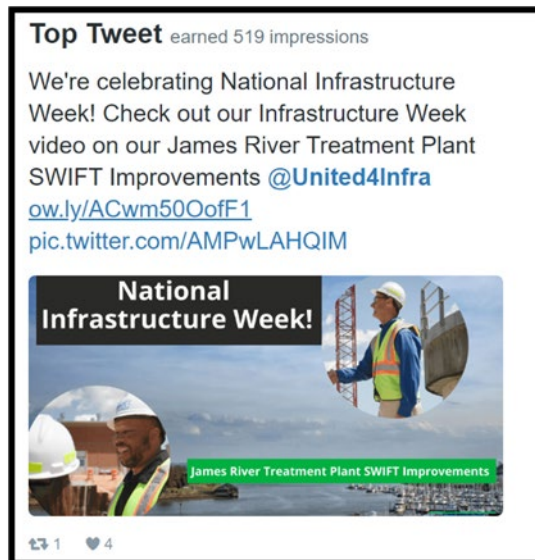 Top Tweet earned 519 impressions
We're celebrating National Infrastructure
Week! Check out our Infrastructure Week
video on our James River Treatment Plant
SWIFT Improvements @United4Infra
ow.ly/ACwm50OofF1
pic.twitter.com/AMPwLAHQIM
National
Infrastructure Week!
James River Treatment Plant SWIFT Improvements
1 4